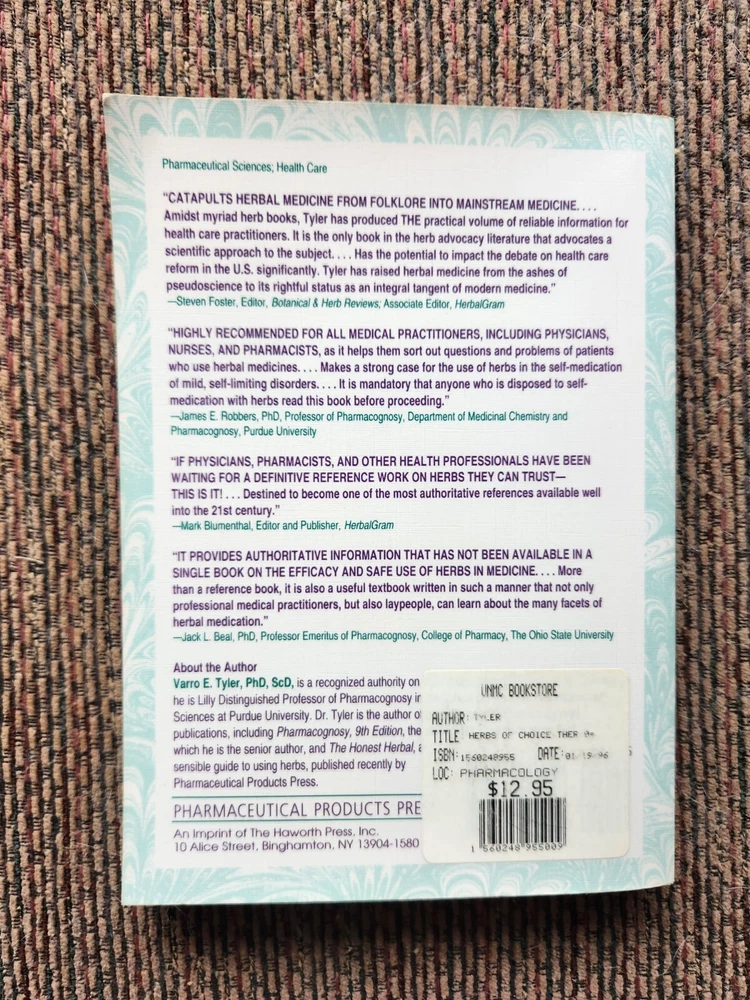 Pharmaceutical Sciences; Health Care
“CATAPULTS HERBAL MEDICINE FROM FOLKLORE INTO MAINSTREAM MEDICINE. . . .
Amidst myriad herb books, Tyler has produced THE practical volume of reliable information for
health care practitioners. It is the only book in the herb advocacy literature that advocates a
scientific approach to the subject. . . . Has the potential to impact the debate on health care
reform in the U.S. significantly. Tyler has raised herbal medicine from the ashes of
pseudoscience to its rightful status as an integral tangent of modern medicine.”
—Steven Foster, Editor, Botanical & Herb Reviews; Associate Editor, HerbalGram
“HIGHLY RECOMMENDED FOR ALL MEDICAL PRACTITIONERS, INCLUDING PHYSICIANS,
NURSES, AND PHARMACISTS, as it helps them sort out questions and problems of patients
who use herbal medicines. . . . Makes a strong case for the use of herbs in the self-medication
of mild, self-limiting disorders. . . . It is mandatory that anyone who is disposed to self-
medication with herbs read this book before proceeding.”
—James E. Robbers, PhD, Professor of Pharmacognosy, Department of Medicinal Chemistry and
Pharmacognosy, Purdue University
“IF PHYSICIANS, PHARMACISTS, AND OTHER HEALTH PROFESSIONALS HAVE BEEN
WAITING FOR A DEFINITIVE REFERENCE WORK ON HERBS THEY CAN TRUST—
THIS IS IT! . . . Destined to become one of the most authoritative references available well
into the 21st century.”
—Mark Blumenthal, Editor and Publisher, HerbalGram
“IT PROVIDES AUTHORITATIVE INFORMATION THAT HAS NOT BEEN AVAILABLE IN A
SINGLE BOOK ON THE EFFICACY AND SAFE USE OF HERBS IN MEDICINE. . . . More
than a reference book, it is also a useful textbook written in such a manner that not only
professional medical practitioners, but also laypeople, can learn about the many facets of
herbal medicine.”
—Jack L. Beal, PhD, Professor Emeritus of Pharmacognosy, College of Pharmacy, The Ohio State University
About the Author
Varro E. Tyler, PhD, ScD, is a recognized authority on
he is Lilly Distinguished Professor of Pharmacognosy in
Sciences at Purdue University. Dr. Tyler is the author of
publications, including Pharmacognosy, 9th Edition, the
which he is the senior author, and The Honest Herbal, a
sensible guide to using herbs, published recently by
Pharmaceutical Products Press.
PHARMACEUTICAL PRODUCTS PRE
An Imprint of The Haworth Press, Inc.
10 Alice Street, Binghamton, NY 13904-1580
UNMC BOOKSTORE
AUTHOR: TYLER
TITLE: HERBS OF CHOICE THER
ISBN: 1560248955 DATE: 01 19 96
LOC: PHARMACOLOGY
$12.95
1 560248 955009